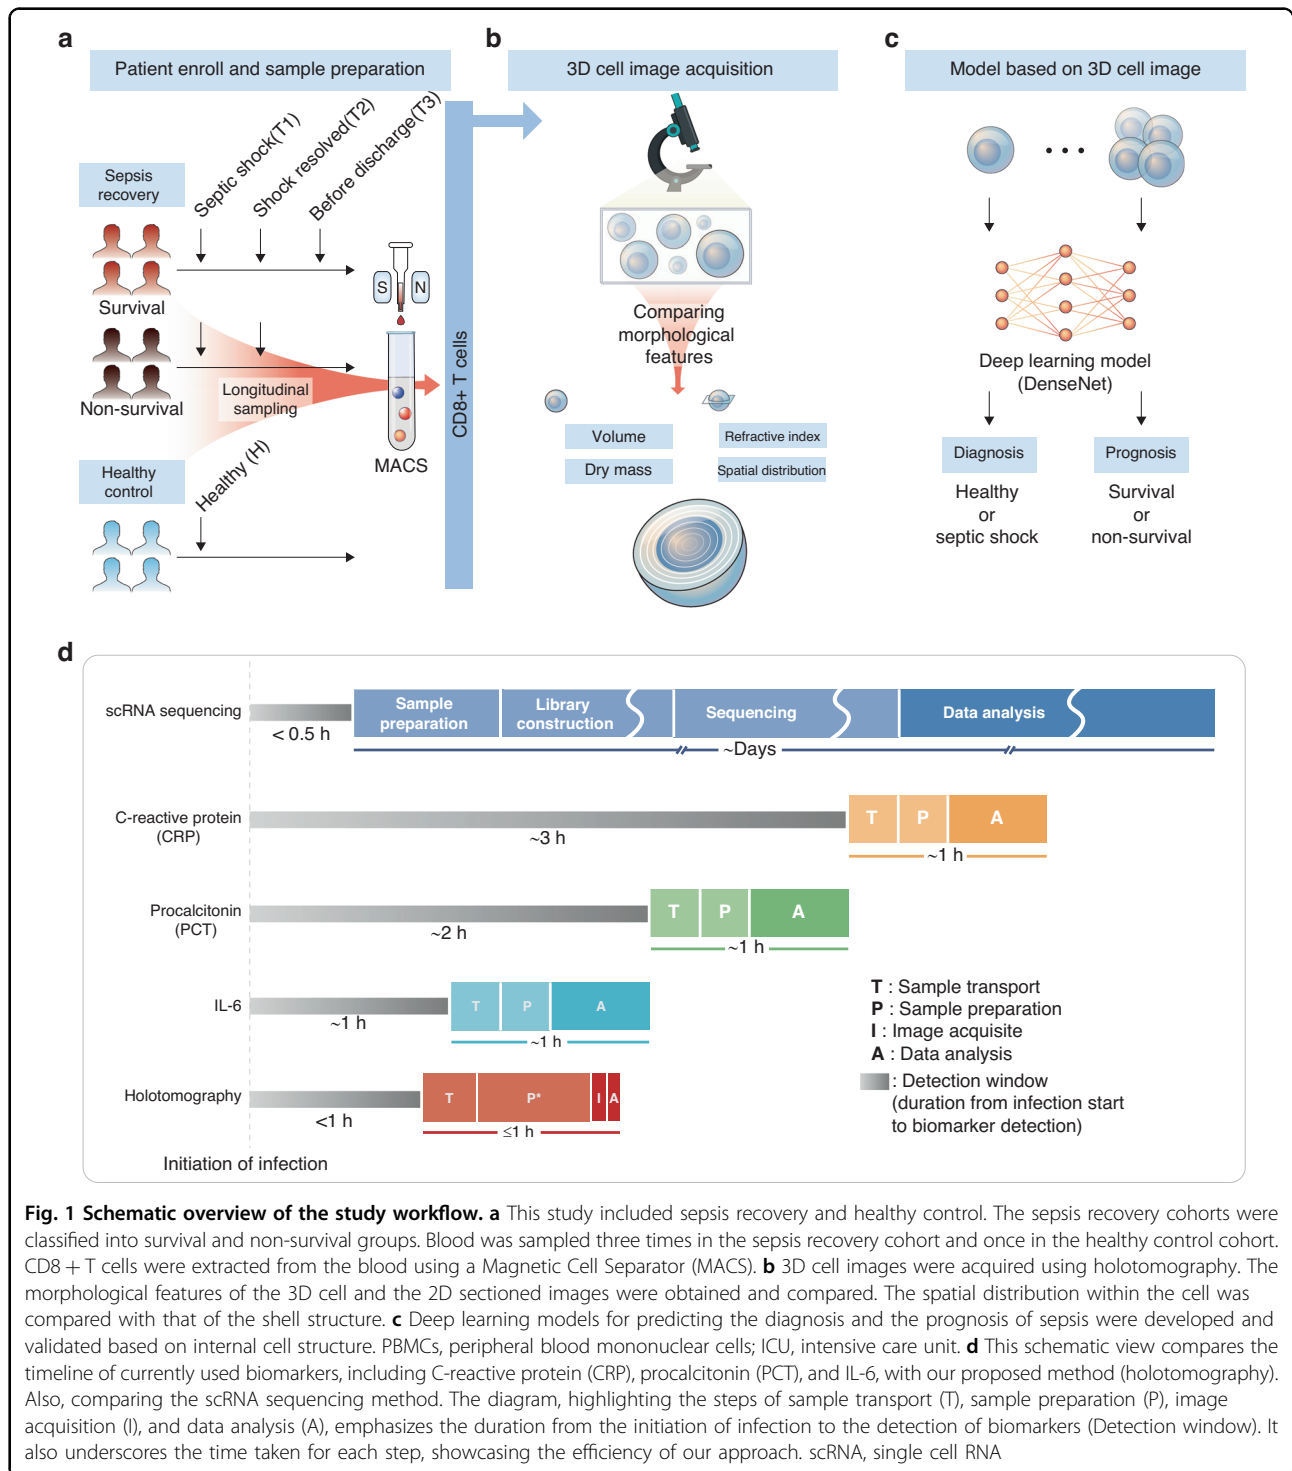 a
Patient enroll and sample preparation
Septic shock(T1)
Shock resolved(T2)
Before discharge(T3)
Sepsis
recovery
Survival
Non-survival
Longitudinal
sampling
Healthy
control
Healthy (H)
S
N
MACS
CD8+ T cells
b
3D cell image acquisition
Comparing
morphological
features
Volume
Refractive index
Dry mass
Spatial distribution
c
Model based on 3D cell image
Deep learning model
(DenseNet)
Diagnosis
Prognosis
Healthy
or
septic shock
Survival
or
non-survival
d
scRNA sequencing
< 0.5 h
Sample
preparation
Library
construction
Sequencing
Data analysis
~Days
C-reactive protein
(CRP)
~3 h
T
P
A
~1 h
Procalcitonin
(PCT)
~2 h
T
P
A
~1 h
IL-6
~1 h
T
P
A
~1 h
Holotomography
<1 h
T
P*
I
A
≤1 h
Initiation of infection
T : Sample transport
P : Sample preparation
I : Image acquisite
A : Data analysis
: Detection window
(duration from infection start
to biomarker detection)
Fig. 1 Schematic overview of the study workflow. a This study included sepsis recovery and healthy control. The sepsis recovery cohorts were
classified into survival and non-survival groups. Blood was sampled three times in the sepsis recovery cohort and once in the healthy control cohort.
CD8 + T cells were extracted from the blood using a Magnetic Cell Separator (MACS). b 3D cell images were acquired using holotomography. The
morphological features of the 3D cell and the 2D sectioned images were obtained and compared. The spatial distribution within the cell was
compared with that of the shell structure. c Deep learning models for predicting the diagnosis and the prognosis of sepsis were developed and
validated based on internal cell structure. PBMCs, peripheral blood mononuclear cells; ICU, intensive care unit. d This schematic view compares the
timeline of currently used biomarkers, including C-reactive protein (CRP), procalcitonin (PCT), and IL-6, with our proposed method (holotomography).
Also, comparing the scRNA sequencing method. The diagram, highlighting the steps of sample transport (T), sample preparation (P), image
acquisition (I), and data analysis (A), emphasizes the duration from the initiation of infection to the detection of biomarkers (Detection window). It
also underscores the time taken for each step, showcasing the efficiency of our approach. scRNA, single cell RNA